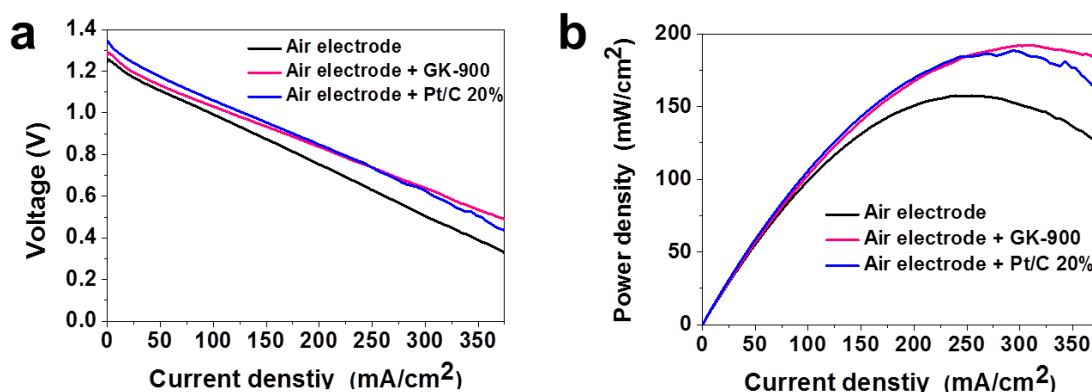 a
Voltage (V)
1.4
1.2
1.0
0.8
0.6
0.4
0.2
0.0
Air electrode
Air electrode + GK-900
Air electrode + Pt/C 20%
0 50 100 150 200 250 300 350
Current denstiy (mA/cm²)
b
Power density (mW/cm²)
200
150
100
50
0
Air electrode
Air electrode + GK-900
Air electrode + Pt/C 20%
0 50 100 150 200 250 300 350
Current denstiy (mA/cm²)